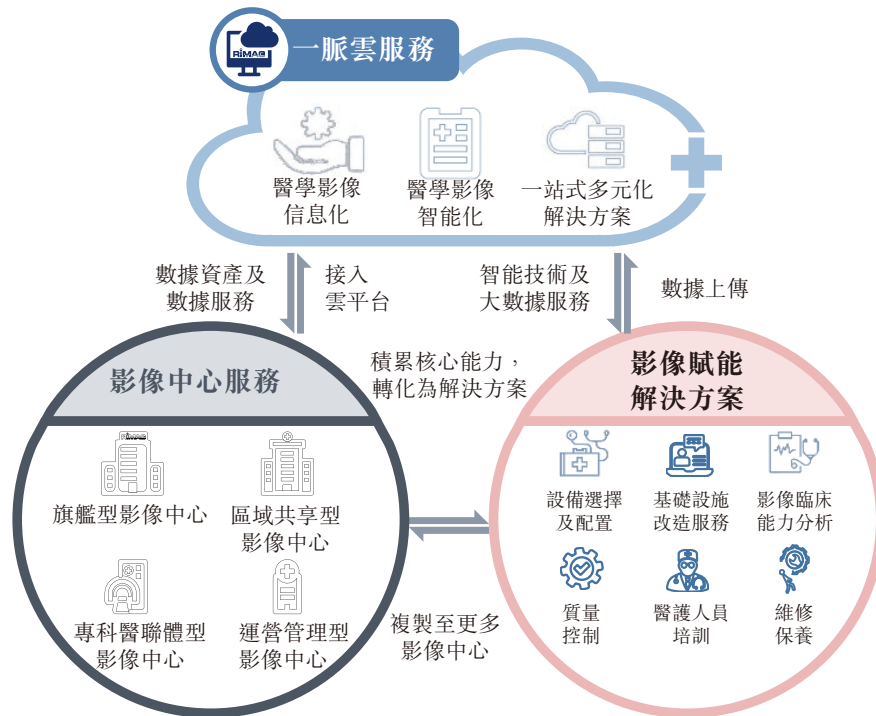 RIMAG
一脈雲服務
醫學影像
信息化
醫學影像
智能化
一站式多元化
解決方案
數據資產及
數據服務
接入
雲平台
智能技術及
大數據服務
數據上傳
積累核心能力，
轉化為解決方案
影像中心服務
RIMAG
旗艦型影像中心
區域共享型
影像中心
專科醫聯體型
影像中心
運營管理型
影像中心
複製至更多
影像中心
影像賦能
解決方案
設備選擇
及配置
基礎設施
改造服務
影像臨床
能力分析
質量
控制
醫護人員
培訓
維修
保養